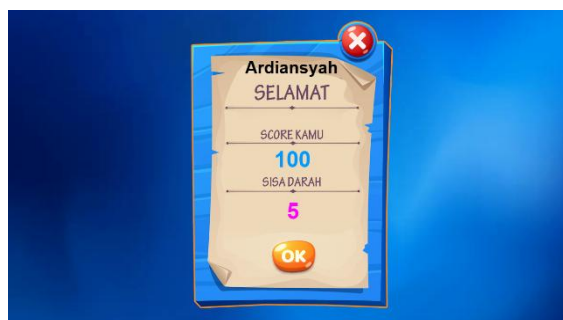 Ardiansyah
SELAMAT
SCORE KAMU
100
SISA DARAH
5
OK